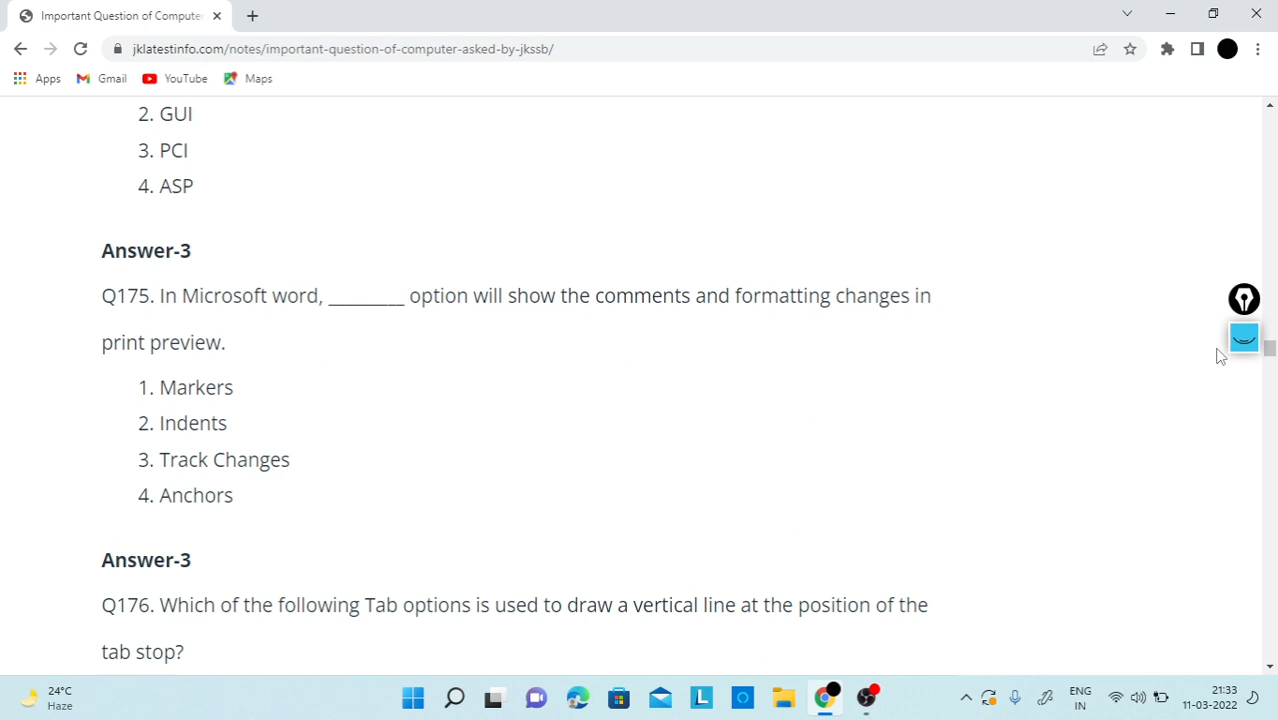 Important Question of Compute
jklatestinfo.com/notes/important-question-of-computer-asked-by-jkssb/
Apps Gmail YouTube Maps
2. GUI
3. PCI
4. ASP
Answer-3
Q175. In Microsoft word, _________ option will show the comments and formatting changes in
print preview.
1. Markers
2. Indents
3. Track Changes
4. Anchors
Answer-3
Q176. Which of the following Tab options is used to draw a vertical line at the position of the
tab stop?
24°C
Haze
L
ENG
IN
21:33
11-03-2022